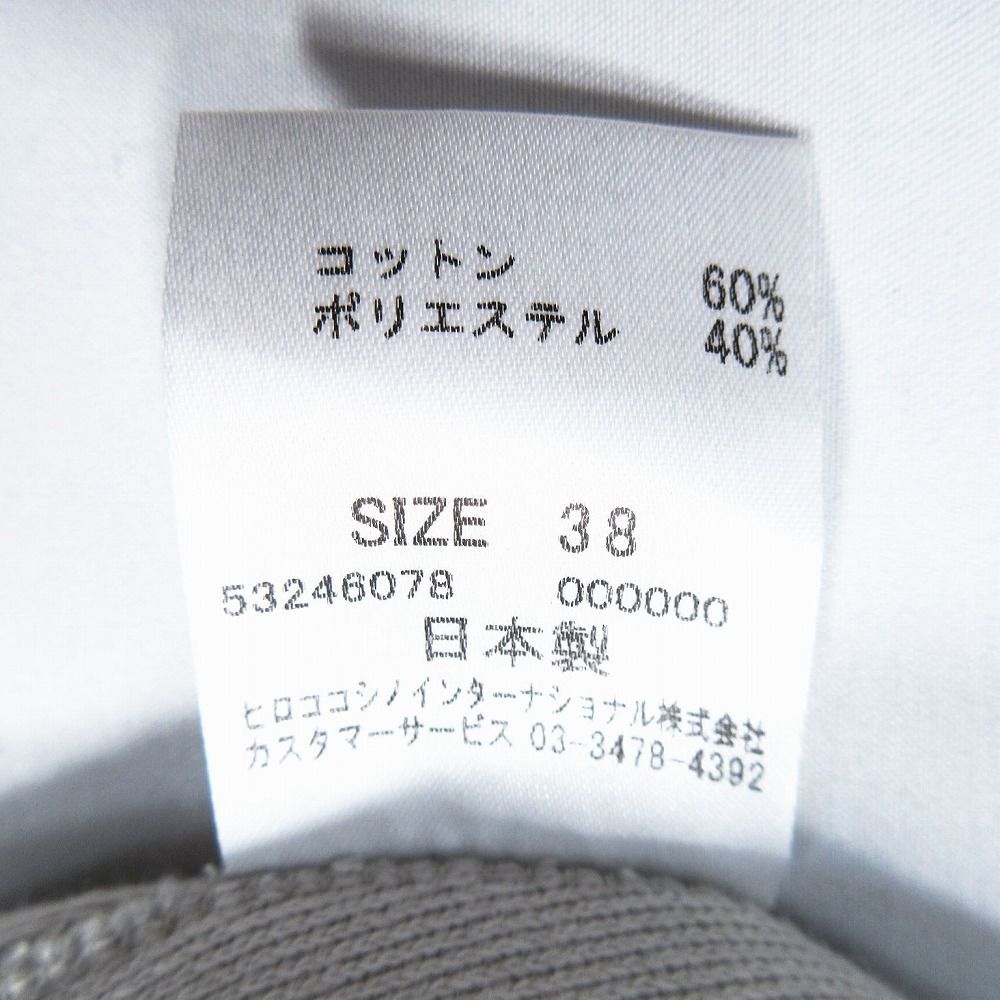 コットン 60%
ポリエステル 40%
SIZE 38
53246078 000000
日本製
ヒロココシノインターナショナル株式会社
カスタマーサービス 03-3478-4392